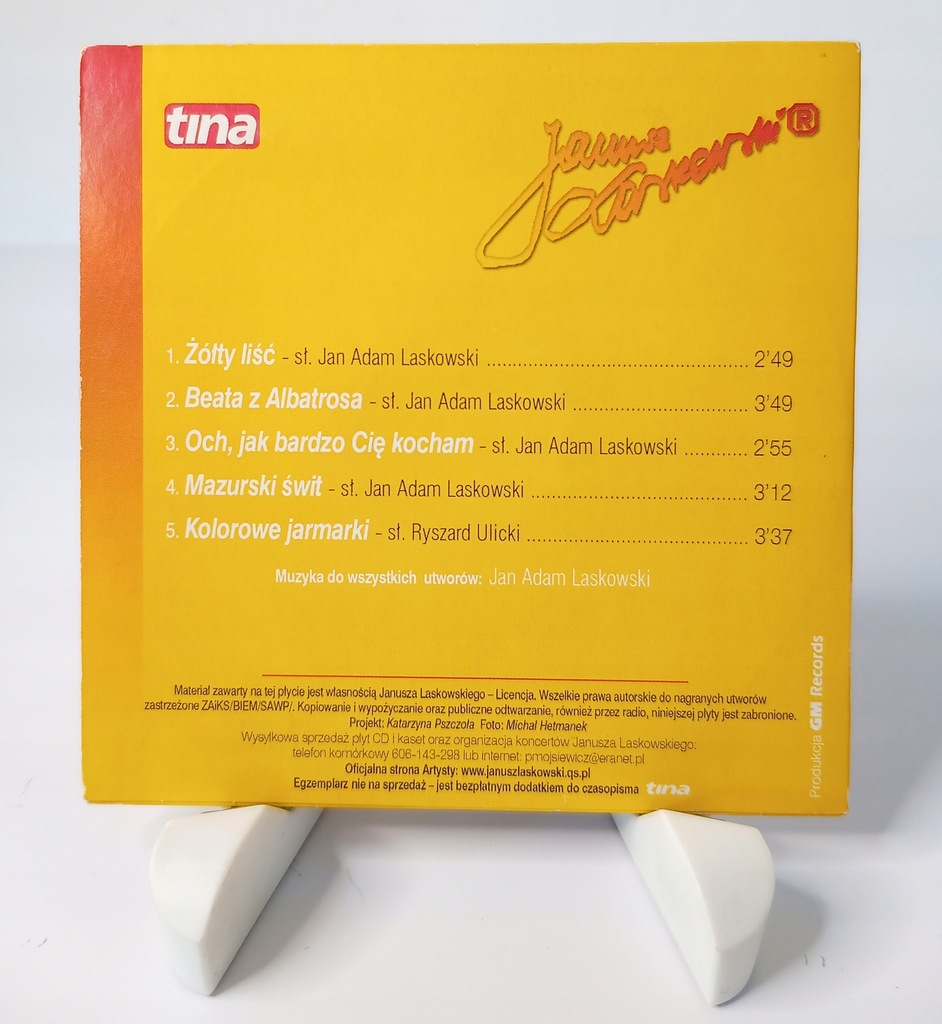 tina
Janusz Laskowski ®
1. Żółty liść - sł. Jan Adam Laskowski ........................................................ 2'49
2. Beata z Albatrosa - sł. Jan Adam Laskowski ..................................... 3'49
3. Och, jak bardzo Cię kocham - sł. Jan Adam Laskowski ............. 2'55
4. Mazurski świt - sł. Jan Adam Laskowski .............................................. 3'12
5. Kolorowe jarmarki - sł. Ryszard Ulicki .............................................. 3'37
Muzyka do wszystkich utworów: Jan Adam Laskowski
Materiał zawarty na tej płycie jest własnością Janusza Laskowskiego – Licencja. Wszelkie prawa autorskie do nagranych utworów
zastrzeżone ZAiKS/BIEM/SAWP/. Kopiowanie i wypożyczanie oraz publiczne odtwarzanie, również przez radio, niniejszej płyty jest zabronione.
Projekt: Katarzyna Pszczoła Foto: Michał Hetmanek
Wysyłkowa sprzedaż płyt CD i kaset oraz organizacja koncertów Janusza Laskowskiego:
telefon komórkowy 606-143-298 lub internet: pmojsiewicz@eranet.pl
Oficjalna strona Artysty: www.januszlaskowski.qs.pl
Egzemplarz nie na sprzedaż – jest bezpłatnym dodatkiem do czasopisma tina
Produkcja GM Records